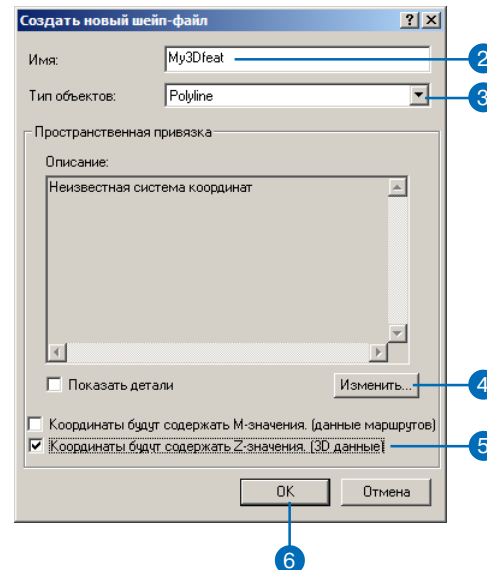 Создать новый шейп-файл
Имя: My3Dfeat 2
Тип объектов: Polyline 3
Пространственная привязка
Описание:
Неизвестная система координат
Показать детали Изменить... 4
Координаты будут содержать М-значения. (данные маршрутов)
Координаты будут содержать Z-значения. (3D данные) 5
OK Отмена
6